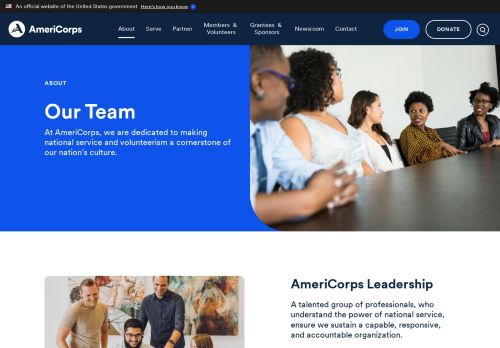 An official website of the United States government Here's how you know
AmeriCorps
About
Serve
Partner
Members &
Volunteers
Grantees &
Sponsors
Newsroom
Contact
JOIN
DONATE
ABOUT
Our Team
At AmeriCorps, we are dedicated to making
national service and volunteerism a cornerstone of
our nation's culture.
AmeriCorps Leadership
A talented group of professionals, who
understand the power of national service,
ensure we sustain a capable, responsive,
and accountable organization.